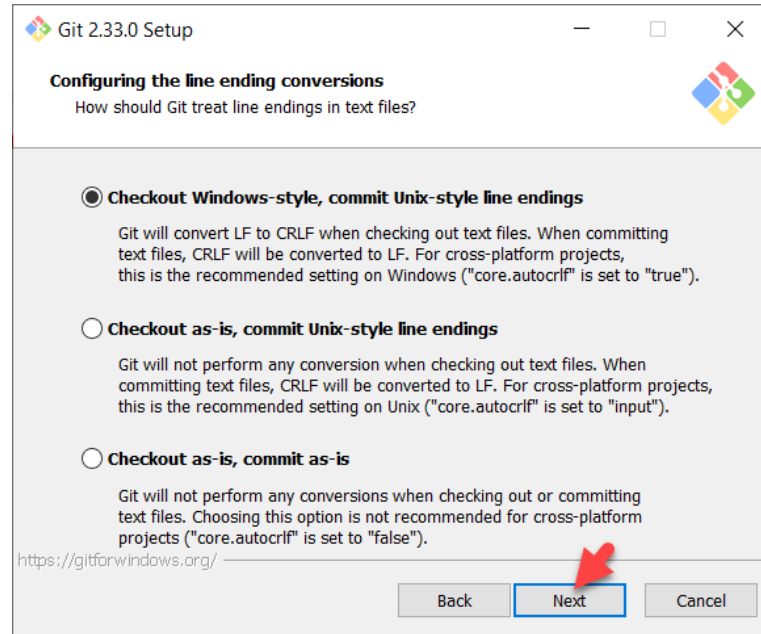 Git 2.33.0 Setup
Configuring the line ending conversions
How should Git treat line endings in text files?
Checkout Windows-style, commit Unix-style line endings
Git will convert LF to CRLF when checking out text files. When committing
text files, CRLF will be converted to LF. For cross-platform projects,
this is the recommended setting on Windows ("core.autocrlf" is set to "true").
Checkout as-is, commit Unix-style line endings
Git will not perform any conversion when checking out text files. When
committing text files, CRLF will be converted to LF. For cross-platform projects,
this is the recommended setting on Unix ("core.autocrlf" is set to "input").
Checkout as-is, commit as-is
Git will not perform any conversions when checking out or committing
text files. Choosing this option is not recommended for cross-platform
projects ("core.autocrlf" is set to "false").
https://gitforwindows.org/
Back Next Cancel